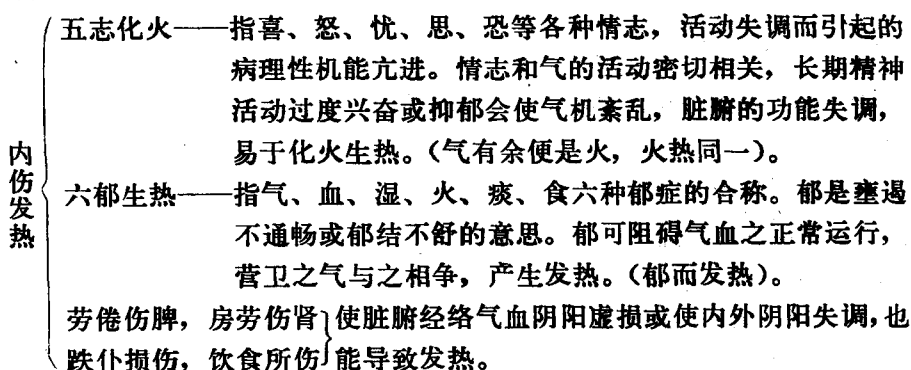 五志化火——指喜、怒、忧、思、恐等各种情志，活动失调而引起的
病理性机能亢进。情志和气的活动密切相关，长期精神
活动过度兴奋或抑郁会使气机紊乱，脏腑的功能失调，
易于化火生热。（气有余便是火，火热同一）。
内伤发热
六郁生热——指气、血、湿、火、痰、食六种郁症的合称。郁是壅遏
不通畅或郁结不舒的意思。郁可阻碍气血之正常运行，
营卫之气与之相争，产生发热。（郁而发热）。
劳倦伤脾，房劳伤肾 使脏腑经络气血阴阳虚损或使内外阴阳失调，也
跌仆损伤，饮食所伤 能导致发热。